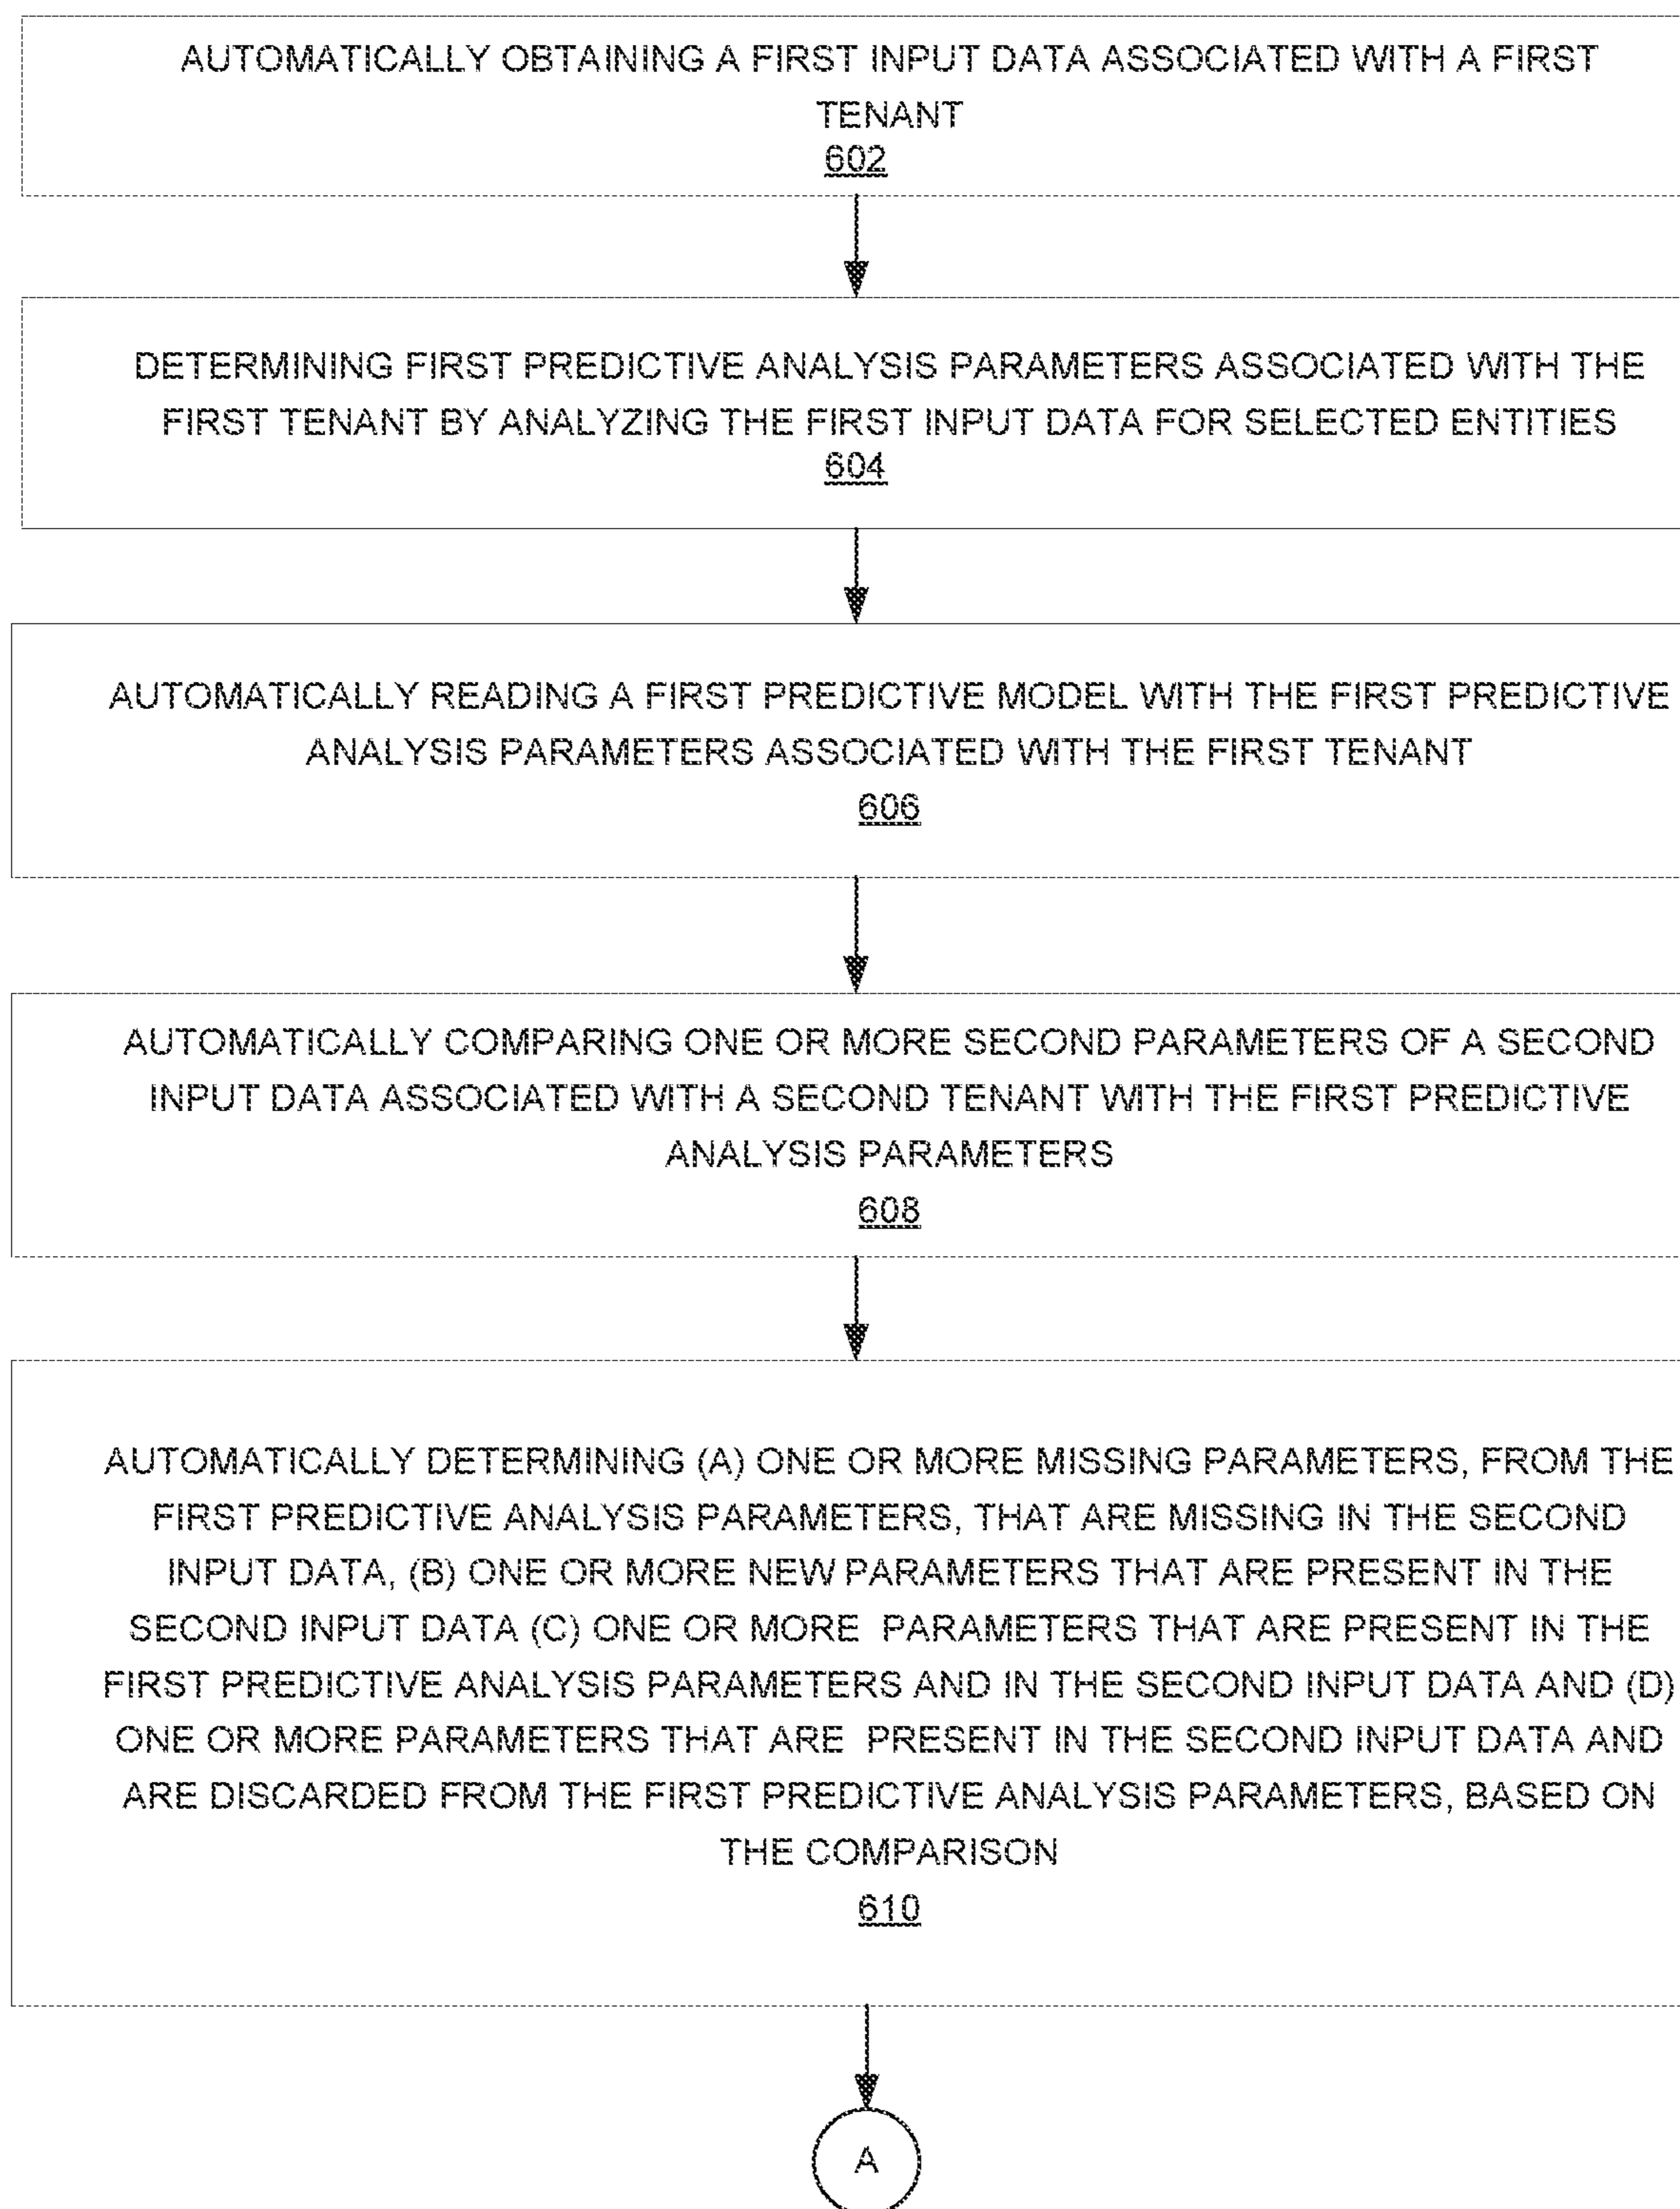 AUTOMATICALLY OBTAINING A FIRST INPUT DATA ASSOCIATED WITH A FIRST
TENANT
602
DETERMINING FIRST PREDICTIVE ANALYSIS PARAMETERS ASSOCIATED WITH THE
FIRST TENANT BY ANALYZING THE FIRST INPUT DATA FOR SELECTED ENTITIES
604
AUTOMATICALLY READING A FIRST PREDICTIVE MODEL WITH THE FIRST PREDICTIVE
ANALYSIS PARAMETERS ASSOCIATED WITH THE FIRST TENANT
606
AUTOMATICALLY COMPARING ONE OR MORE SECOND PARAMETERS OF A SECOND
INPUT DATA ASSOCIATED WITH A SECOND TENANT WITH THE FIRST PREDICTIVE
ANALYSIS PARAMETERS
608
AUTOMATICALLY DETERMINING (A) ONE OR MORE MISSING PARAMETERS, FROM THE
FIRST PREDICTIVE ANALYSIS PARAMETERS, THAT ARE MISSING IN THE SECOND
INPUT DATA, (B) ONE OR MORE NEW PARAMETERS THAT ARE PRESENT IN THE
SECOND INPUT DATA (C) ONE OR MORE PARAMETERS THAT ARE PRESENT IN THE
FIRST PREDICTIVE ANALYSIS PARAMETERS AND IN THE SECOND INPUT DATA AND (D)
ONE OR MORE PARAMETERS THAT ARE PRESENT IN THE SECOND INPUT DATA AND
ARE DISCARDED FROM THE FIRST PREDICTIVE ANALYSIS PARAMETERS, BASED ON
THE COMPARISON
610
A